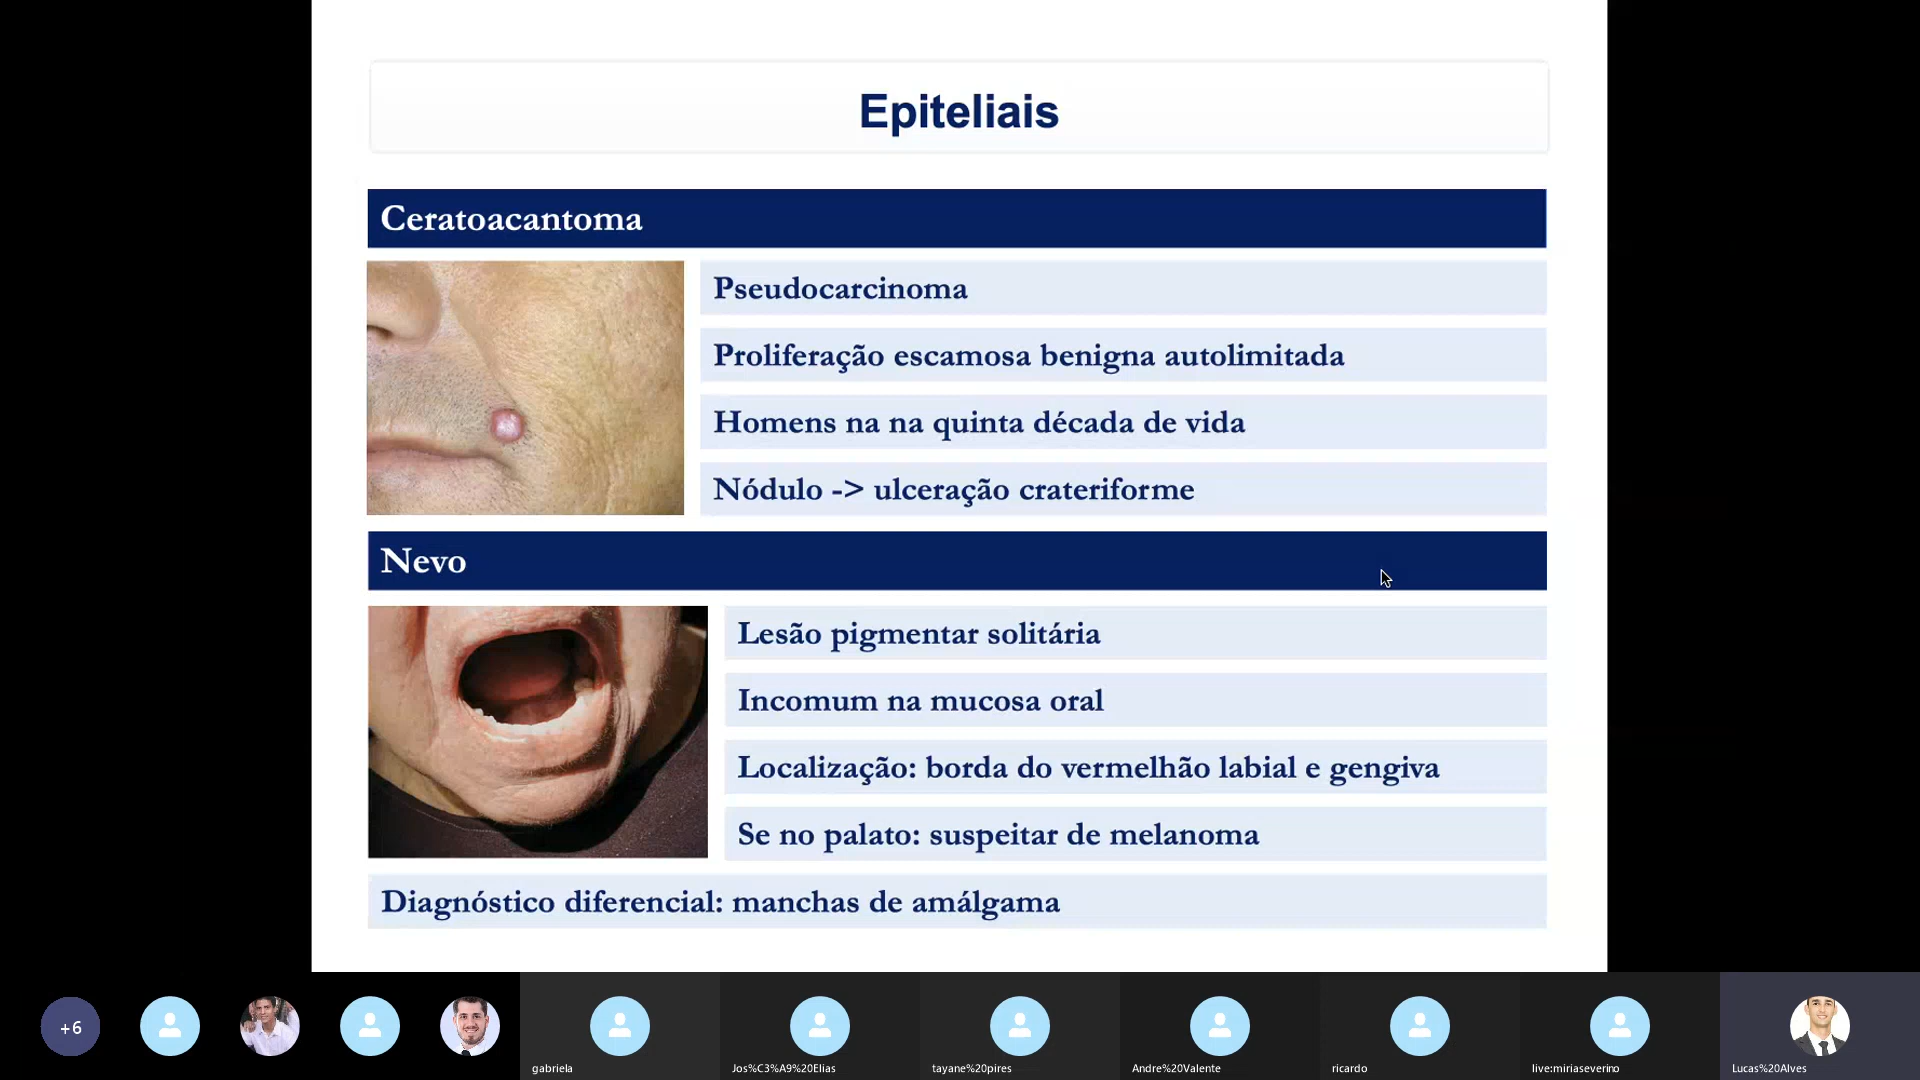 Epiteliais
Ceratoacantoma
Pseudocarcinoma
Proliferação escamosa benigna autolimitada
Homens na na quinta década de vida
Nódulo -> ulceração crateriforme
Nevo
Lesão pigmentar solitária
Incomum na mucosa oral
Localização: borda do vermelhão labial e gengiva
Se no palato: suspeitar de melanoma
Diagnóstico diferencial: manchas de amálgama
+6
gabriela
Jos%C3%A9%20Elias
tayane%20pires
Andre%20Valente
ricardo
live:miriaseverino
Lucas%20Alves